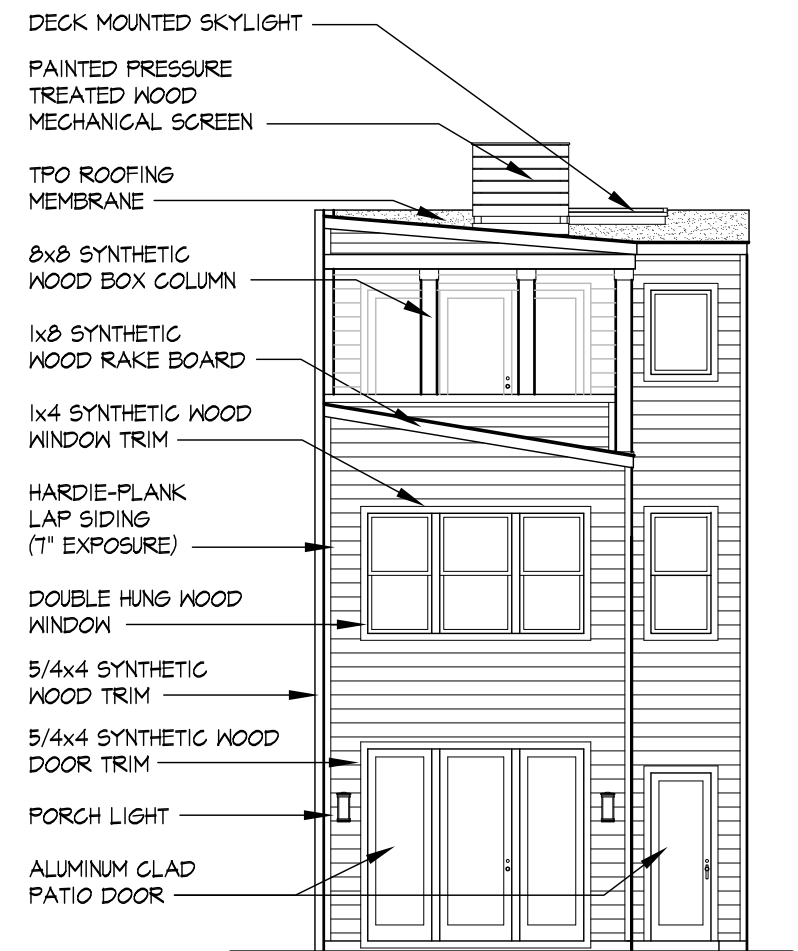 DECK MOUNTED SKYLIGHT
PAINTED PRESSURE
TREATED WOOD
MECHANICAL SCREEN
TPO ROOFING
MEMBRANE
8x8 SYNTHETIC
WOOD BOX COLUMN
1x8 SYNTHETIC
WOOD RAKE BOARD
1x4 SYNTHETIC WOOD
WINDOW TRIM
HARDIE-PLANK
LAP SIDING
(7" EXPOSURE)
DOUBLE HUNG WOOD
WINDOW
5/4x4 SYNTHETIC
WOOD TRIM
5/4x4 SYNTHETIC WOOD
DOOR TRIM
PORCH LIGHT
ALUMINUM CLAD
PATIO DOOR